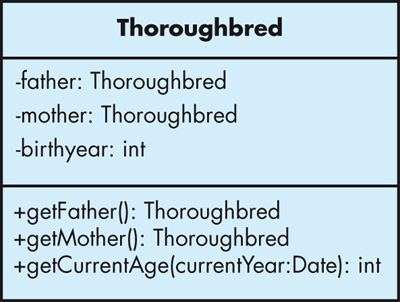 Thoroughbred
-father: Thoroughbred
-mother: Thoroughbred
-birthyear: int
+getFather(): Thoroughbred
+getMother(): Thoroughbred
+getCurrentAge(currentYear:Date): int